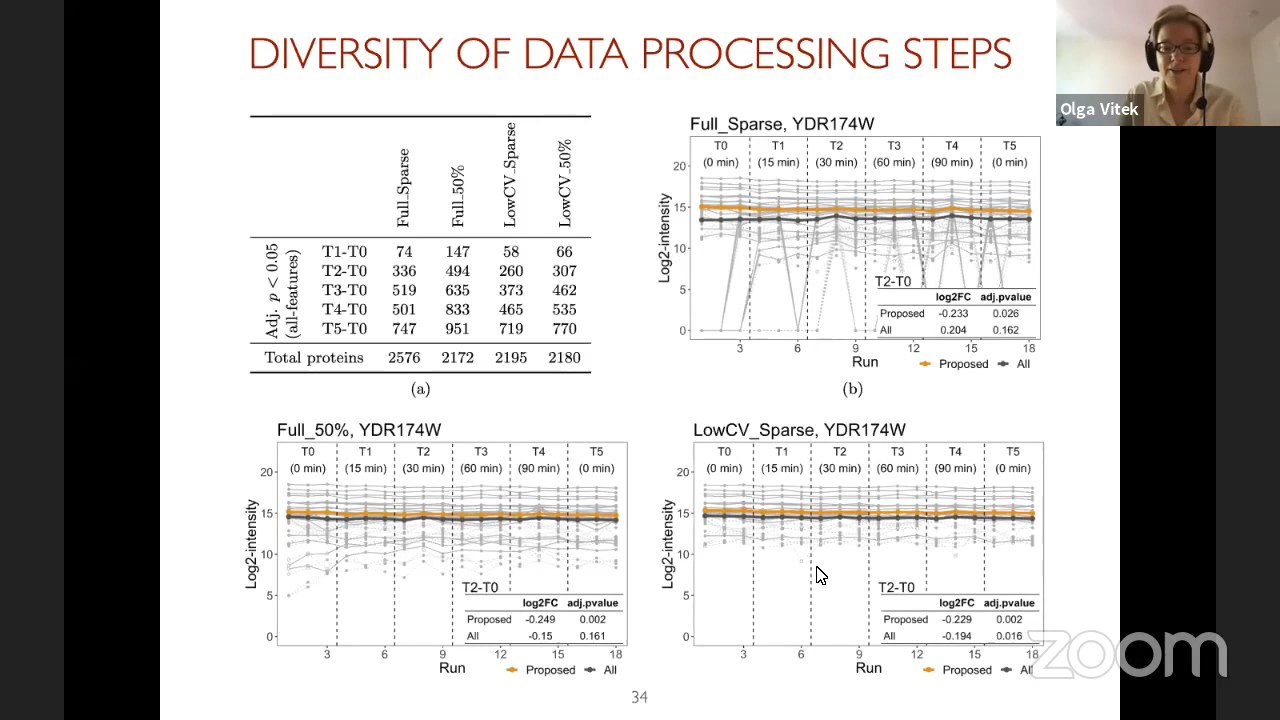 DIVERSITY OF DATA PROCESSING STEPS
Olga Vitek
Full_Sparse
Full_50%
LowCV_Sparse
LowCV_50%
Adj. p < 0.05
(all-features)
T1-T0 74 147 58 66
T2-T0 336 494 260 307
T3-T0 519 635 373 462
T4-T0 501 833 465 535
T5-T0 747 951 719 770
Total proteins 2576 2172 2195 2180
(a)
Full_Sparse, YDR174W
T0 T1 T2 T3 T4 T5
(0 min) (15 min) (30 min) (60 min) (90 min) (0 min)
Log2-intensity
20
15
10
5
0
T2-T0
log2FC adj.pvalue
Proposed -0.233 0.026
All 0.204 0.162
3 6 9 12 15 18
Run
Proposed All
(b)
Full_50%, YDR174W
T0 T1 T2 T3 T4 T5
(0 min) (15 min) (30 min) (60 min) (90 min) (0 min)
Log2-intensity
20
15
10
5
0
T2-T0
log2FC adj.pvalue
Proposed -0.249 0.002
All -0.15 0.161
3 6 9 12 15 18
Run
Proposed All
LowCV_Sparse, YDR174W
T0 T1 T2 T3 T4 T5
(0 min) (15 min) (30 min) (60 min) (90 min) (0 min)
Log2-intensity
20
15
10
5
0
T2-T0
log2FC adj.pvalue
Proposed -0.229 0.002
All -0.194 0.016
3 6 9 12 15 18
Run
Proposed All
zoom
34